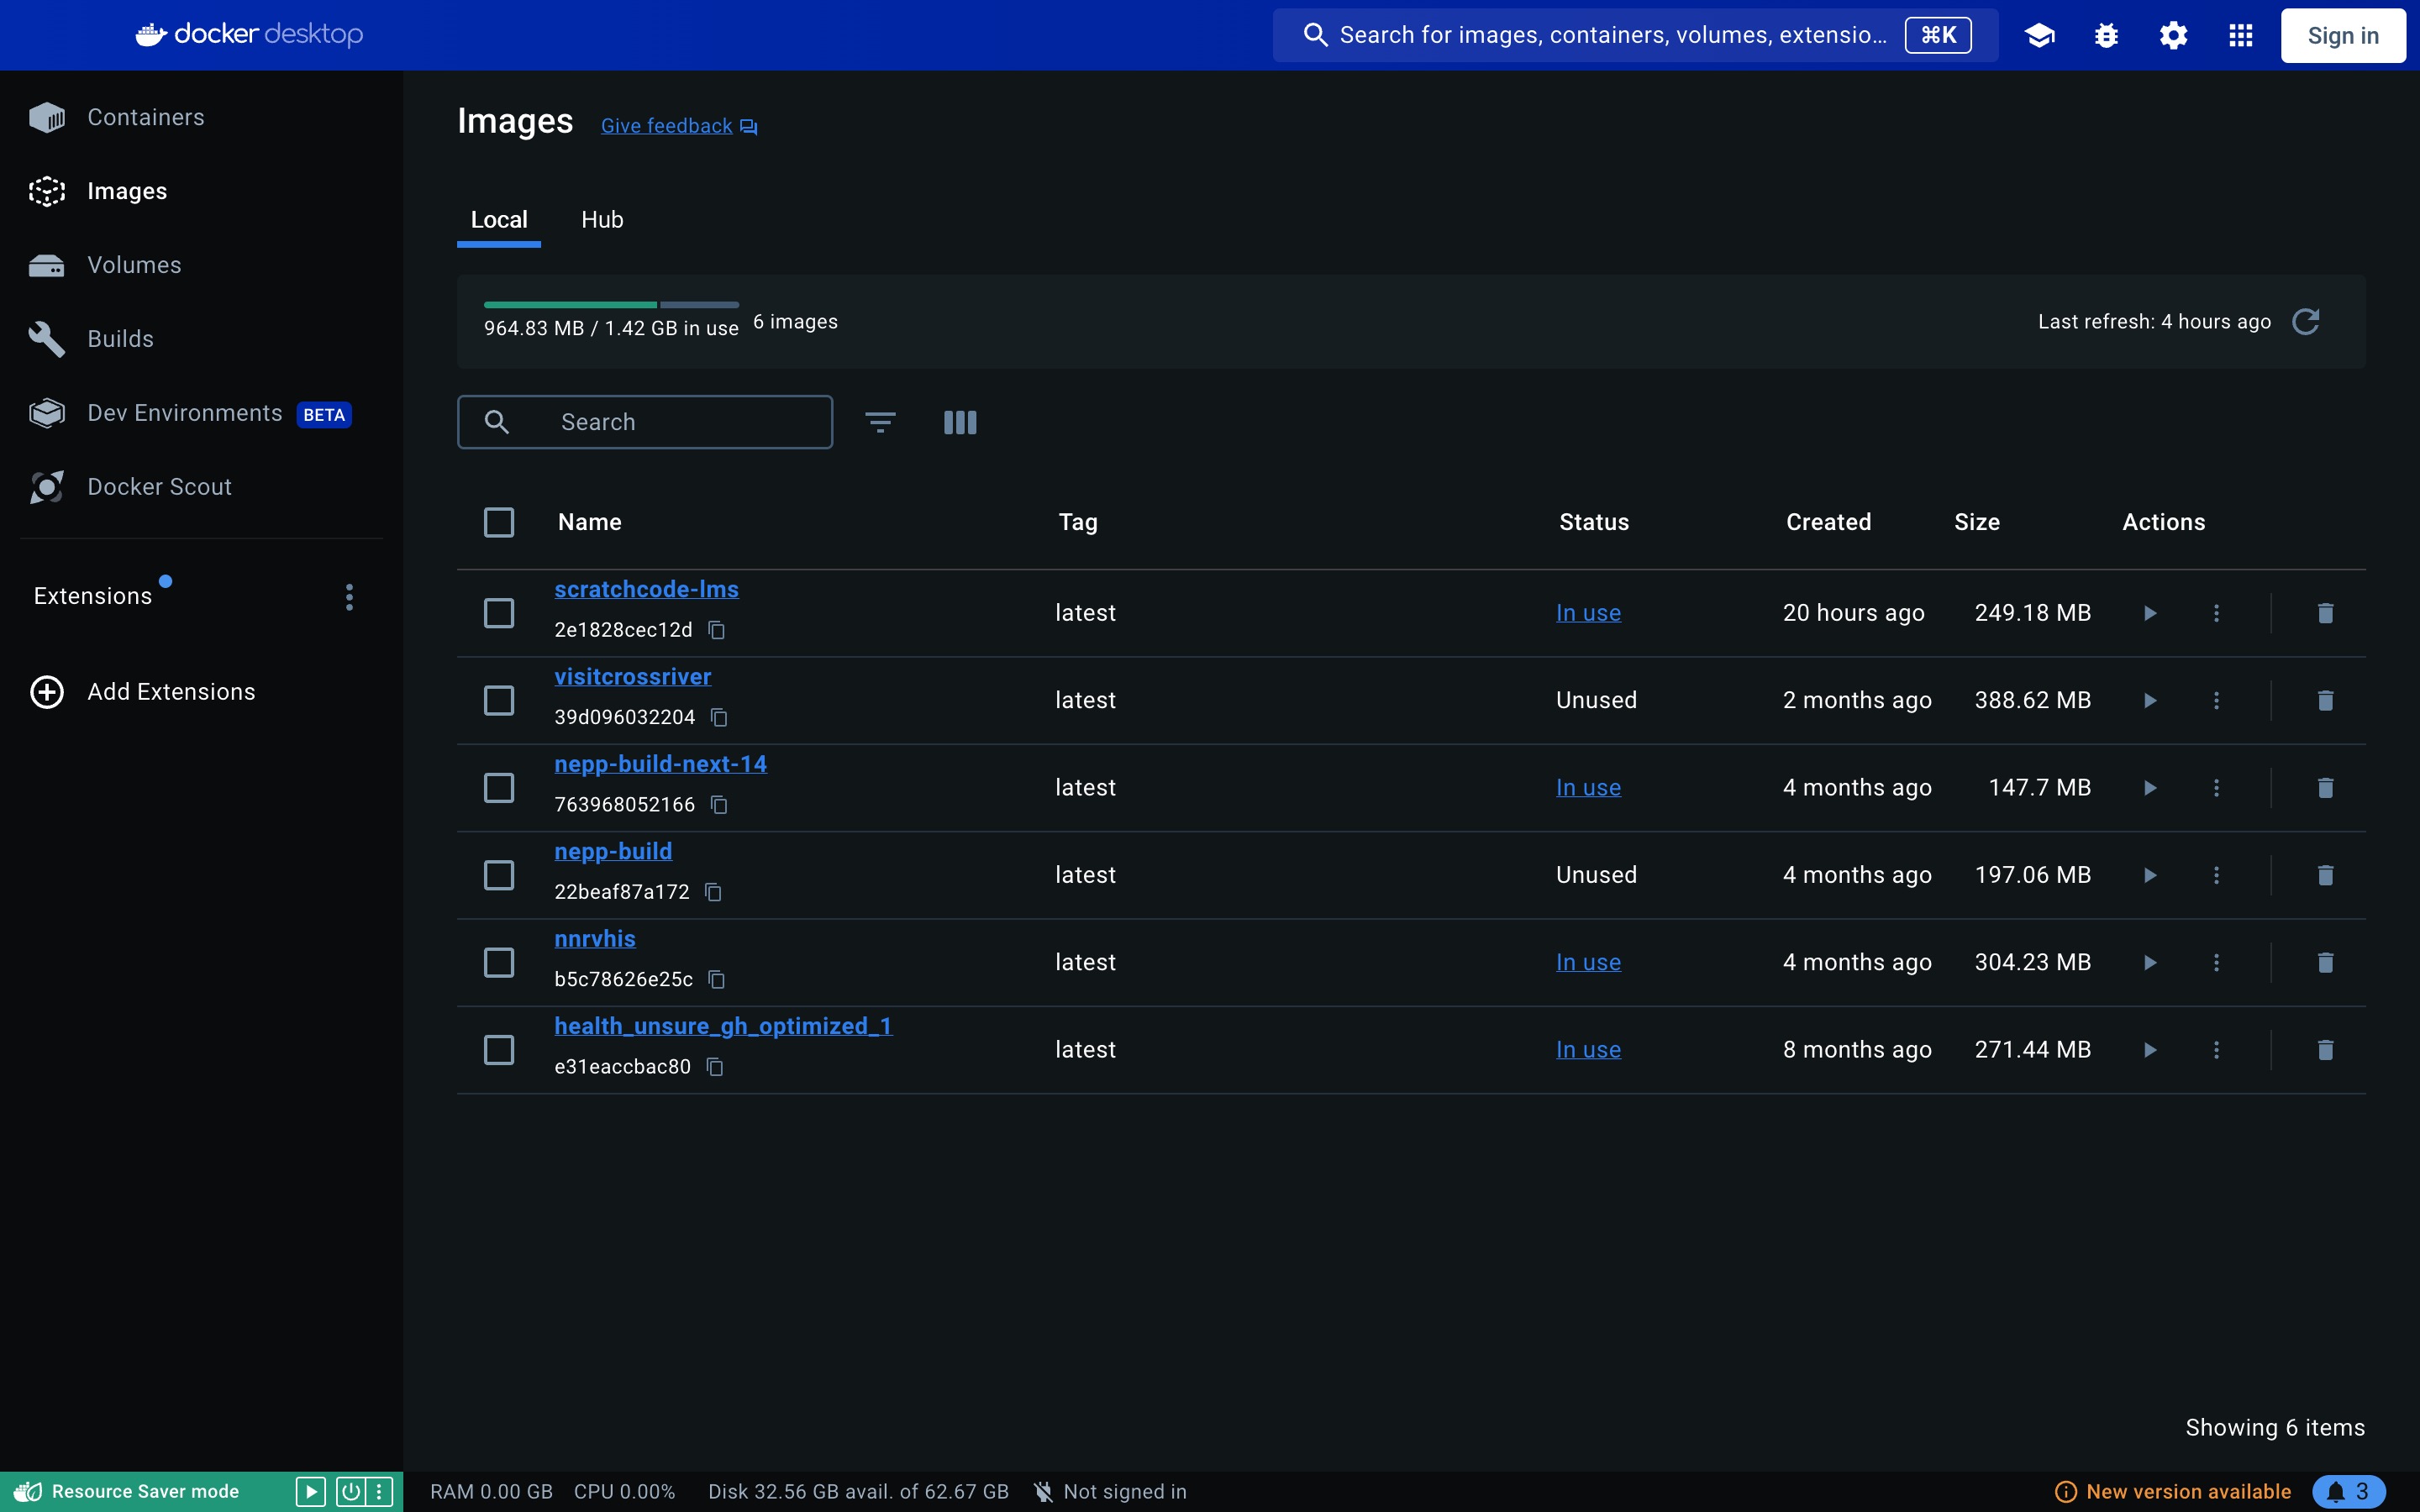 docker desktop
Search for images, containers, volumes, extensio...
⌘K
Sign in
Containers
Images
Volumes
Builds
Dev Environments BETA
Docker Scout
Extensions
Add Extensions
Images
Give feedback
Local
Hub
964.83 MB / 1.42 GB in use
6 images
Last refresh: 4 hours ago
Search
Name Tag Status Created Size Actions
scratchcode-lms
2e1828cec12d
latest In use 20 hours ago 249.18 MB
visitcrossriver
39d096032204
latest Unused 2 months ago 388.62 MB
nepp-build-next-14
763968052166
latest In use 4 months ago 147.7 MB
nepp-build
22beaf87a172
latest Unused 4 months ago 197.06 MB
nnrvhis
b5c78626e25c
latest In use 4 months ago 304.23 MB
health_unsure_gh_optimized_1
e31eaccbac80
latest In use 8 months ago 271.44 MB
Showing 6 items
Resource Saver mode
RAM 0.00 GB CPU 0.00% Disk 32.56 GB avail. of 62.67 GB Not signed in
New version available
3